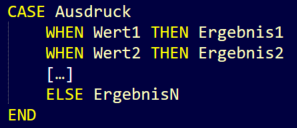 CASE Ausdruck
WHEN Wert1 THEN Ergebnis1
WHEN Wert2 THEN Ergebnis2
[…]
ELSE ErgebnisN
END